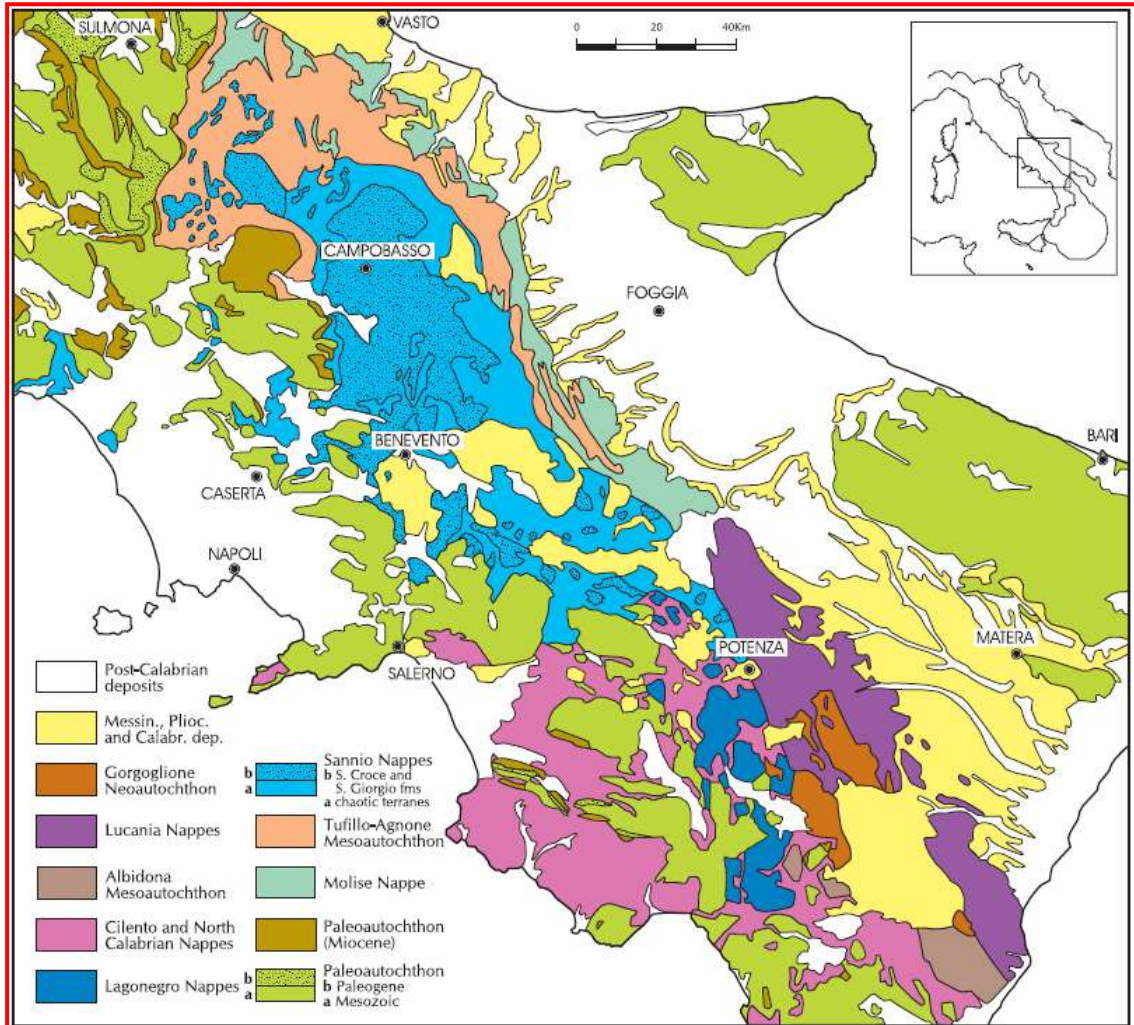 SULMONA
VASTO
0 20 40Km
CAMPOBASSO
FOGGIA
BARI
BENEVENTO
CASERTA
NAPOLI
MATERA
POTENZA
SALERNO
Post-Calabrian
deposits
Messin., Plioc.
and Calabr. dep.
Gorgoglione
Neoautochthon
Lucania Nappes
Albidona
Mesoautochthon
Cilento and North
Calabrian Nappes
Lagonegro Nappes
b
a
Sannio Nappes
b S. Croce and
S. Giorgio fms
a chaotic terranes
Tufillo-Agnone
Mesoautochthon
Molise Nappe
Paleoautochthon
(Miocene)
b
a
Paleoautochthon
b Paleogene
a Mesozoic